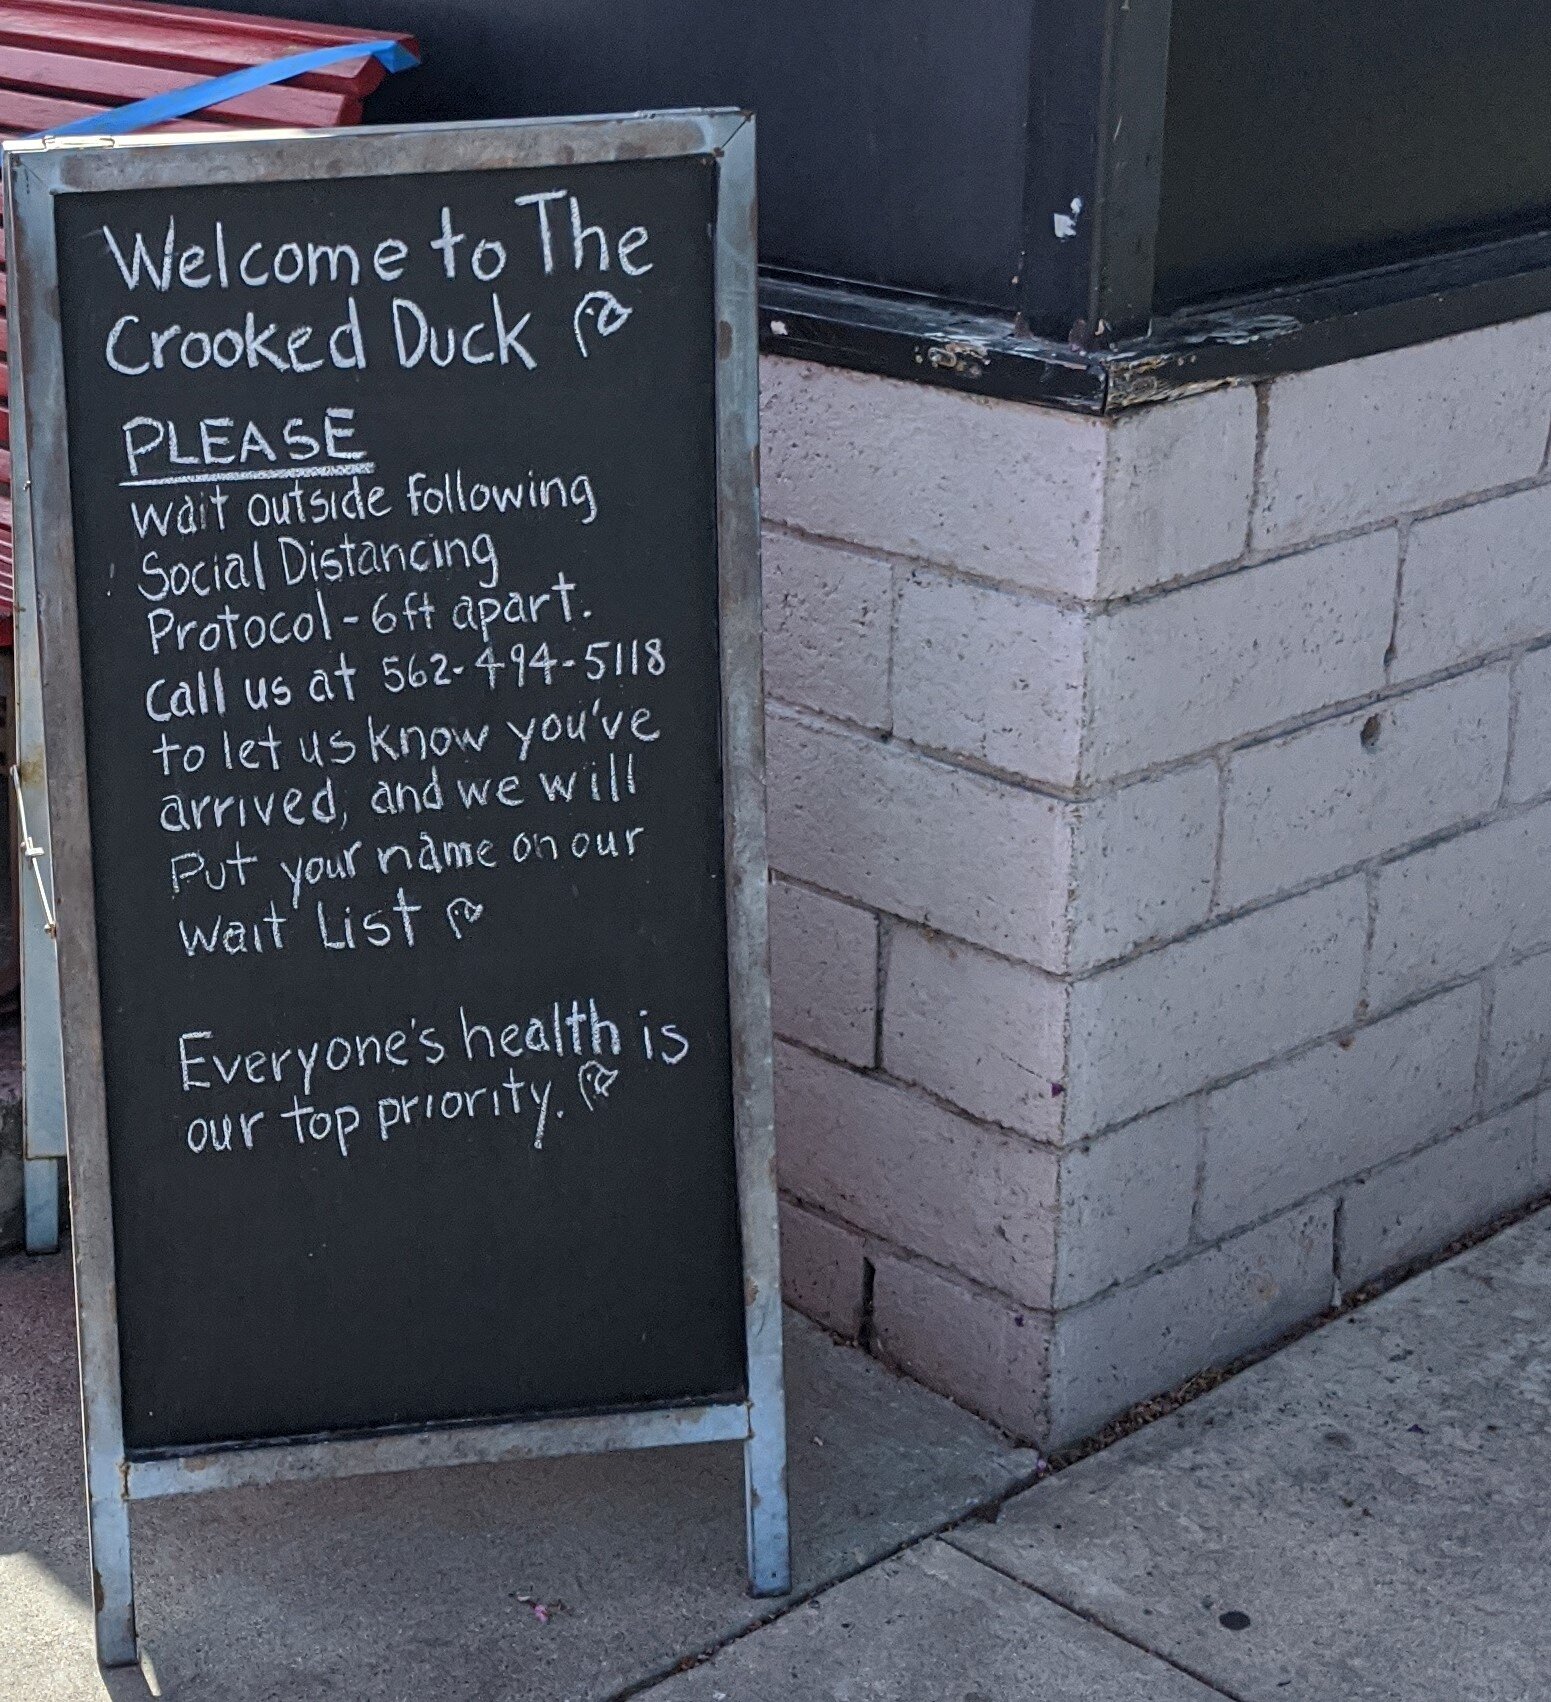 Welcome to The
Crooked Duck
PLEASE
Wait outside following
Social Distancing
Protocol - 6ft apart.
Call us at 562-494-5118
to let us know you've
arrived, and we will
Put your name on our
Wait List
Everyone's health is
our top priority.